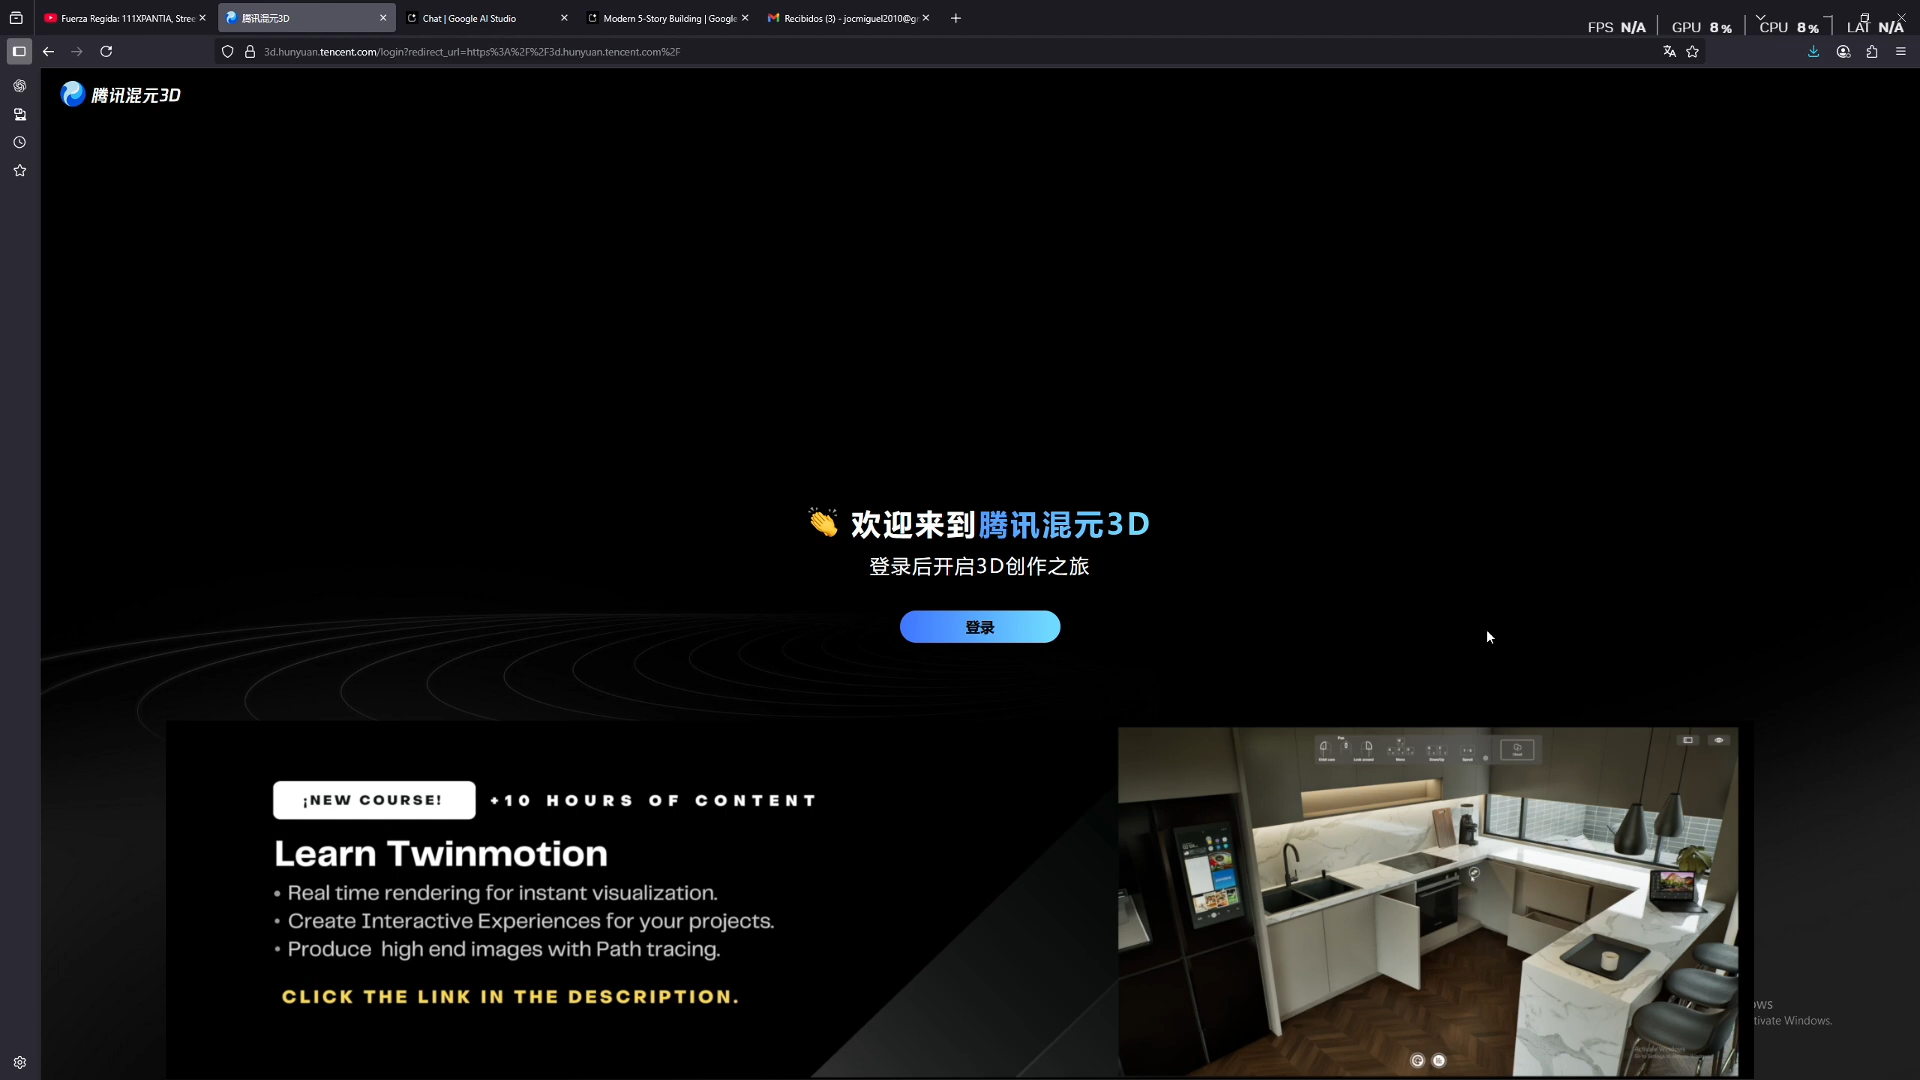 Fuerza Regida: 111XPANTIA, Stree
腾讯混元3D
Chat | Google AI Studio
Modern 5-Story Building | Google
Recibidos (3) - jocmiguel2010@g
FPS N/A GPU 8% CPU 8% LAT N/A
3d.hunyuan.tencent.com/login?redirect_url=https%3A%2F%2F3d.hunyuan.tencent.com%2F
腾讯混元3D
欢迎来到腾讯混元3D
登录后开启3D创作之旅
登录
¡NEW COURSE! +10 HOURS OF CONTENT
Learn Twinmotion
• Real time rendering for instant visualization.
• Create Interactive Experiences for your projects.
• Produce high end images with Path tracing.
CLICK THE LINK IN THE DESCRIPTION.
ows
tivate Windows.